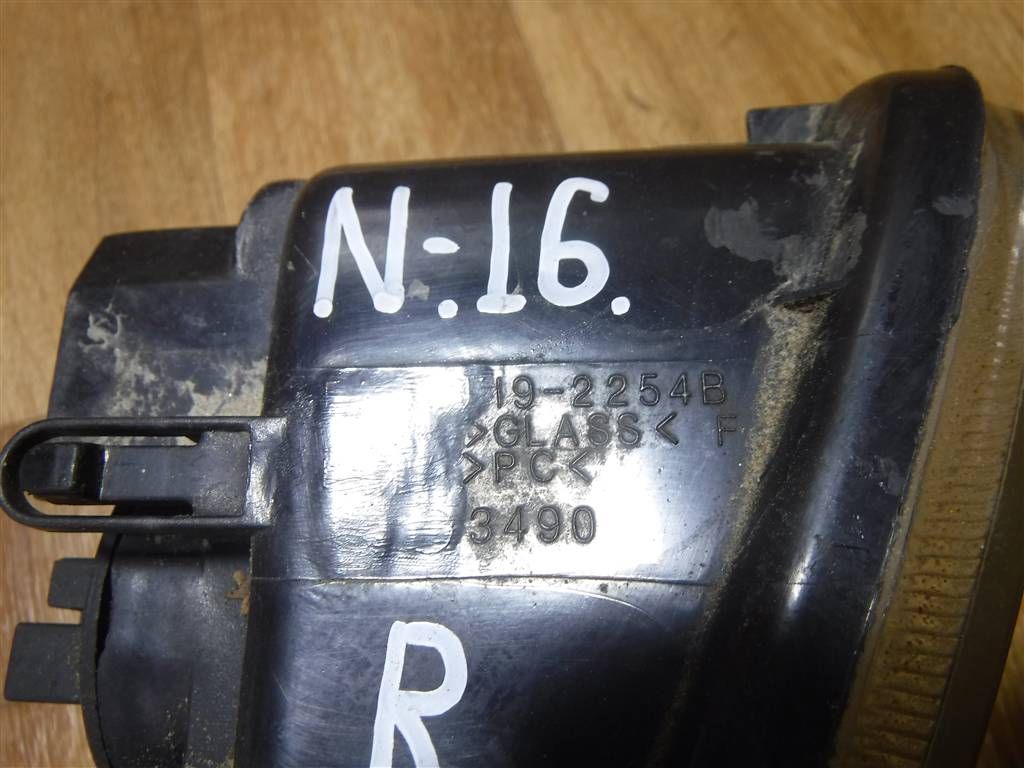 N-.16.
19-2254B
>GLASS< F
>PC<
3490
R